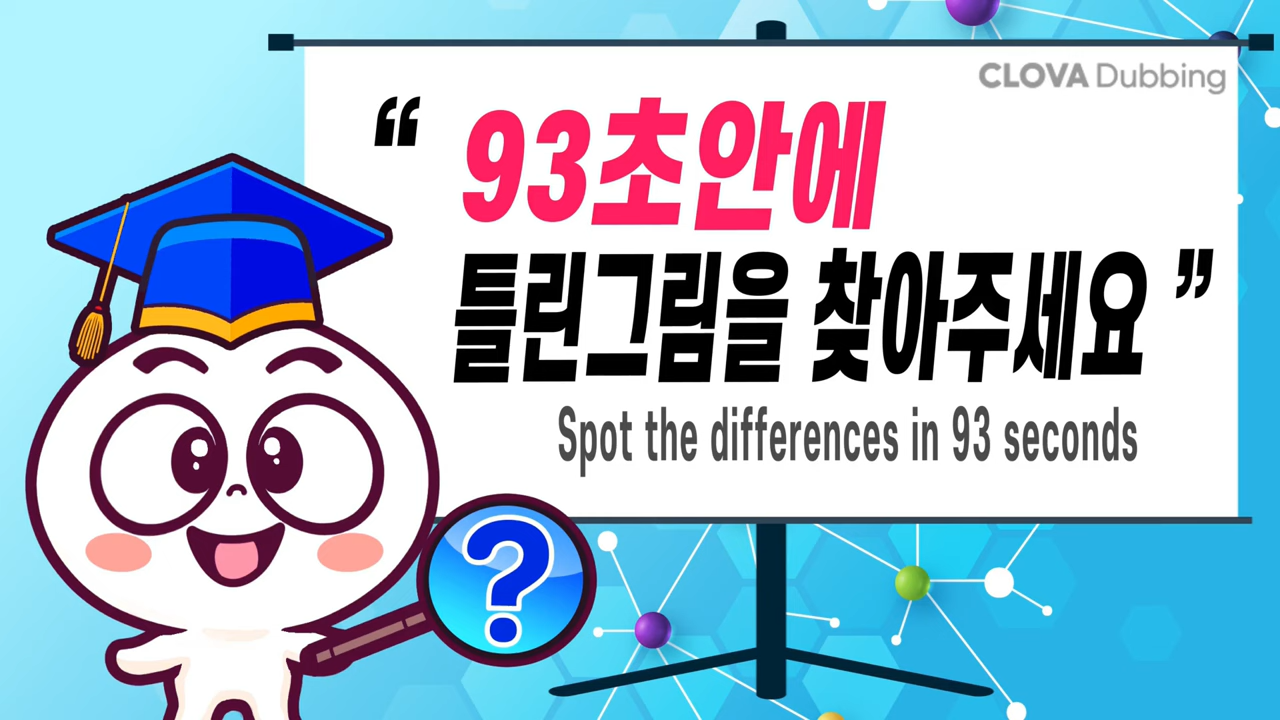 CLOVA Dubbing
“ 93초안에
틀린그림을 찾아주세요 ”
Spot the differences in 93 seconds
?